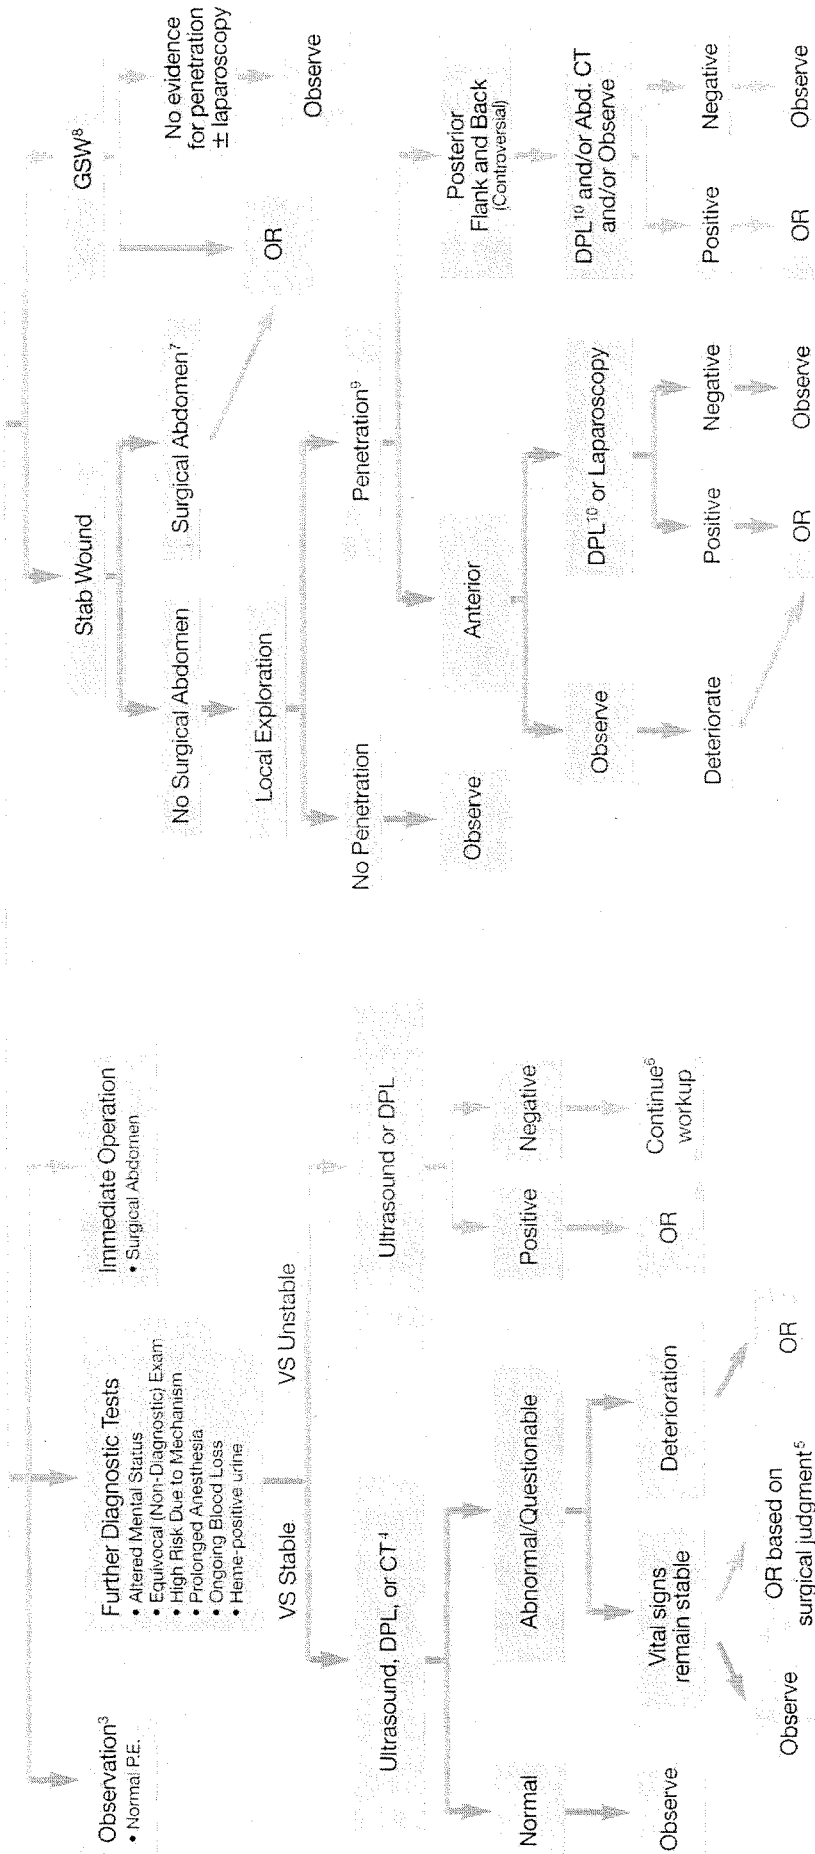 Observation³
• Normal P.E.
Further Diagnostic Tests
• Altered Mental Status
• Equivocal (Non-Diagnostic) Exam
• High Risk Due to Mechanism
• Prolonged Anesthesia
• Ongoing Blood Loss
• Heme-positive urine
Immediate Operation
• Surgical Abdomen
VS Stable
VS Unstable
Ultrasound, DPL, or CT⁴
Ultrasound or DPL
Normal
Abnormal/Questionable
Positive
Negative
Observe
Vital signs
remain stable
Deterioration
OR
Continue⁶
workup
Observe
OR based on
surgical judgment⁵
OR
Stab Wound
GSW⁸
No Surgical Abdomen
Surgical Abdomen⁷
No evidence
for penetration
± laparoscopy
Local Exploration
OR
Observe
No Penetration
Penetration⁹
Observe
Anterior
Posterior
Flank and Back
(Controversial)
Observe
DPL¹⁰ or Laparoscopy
DPL¹⁰ and/or Abd. CT
and/or Observe
Deteriorate
Positive
Negative
Positive
Negative
OR
Observe
OR
Observe